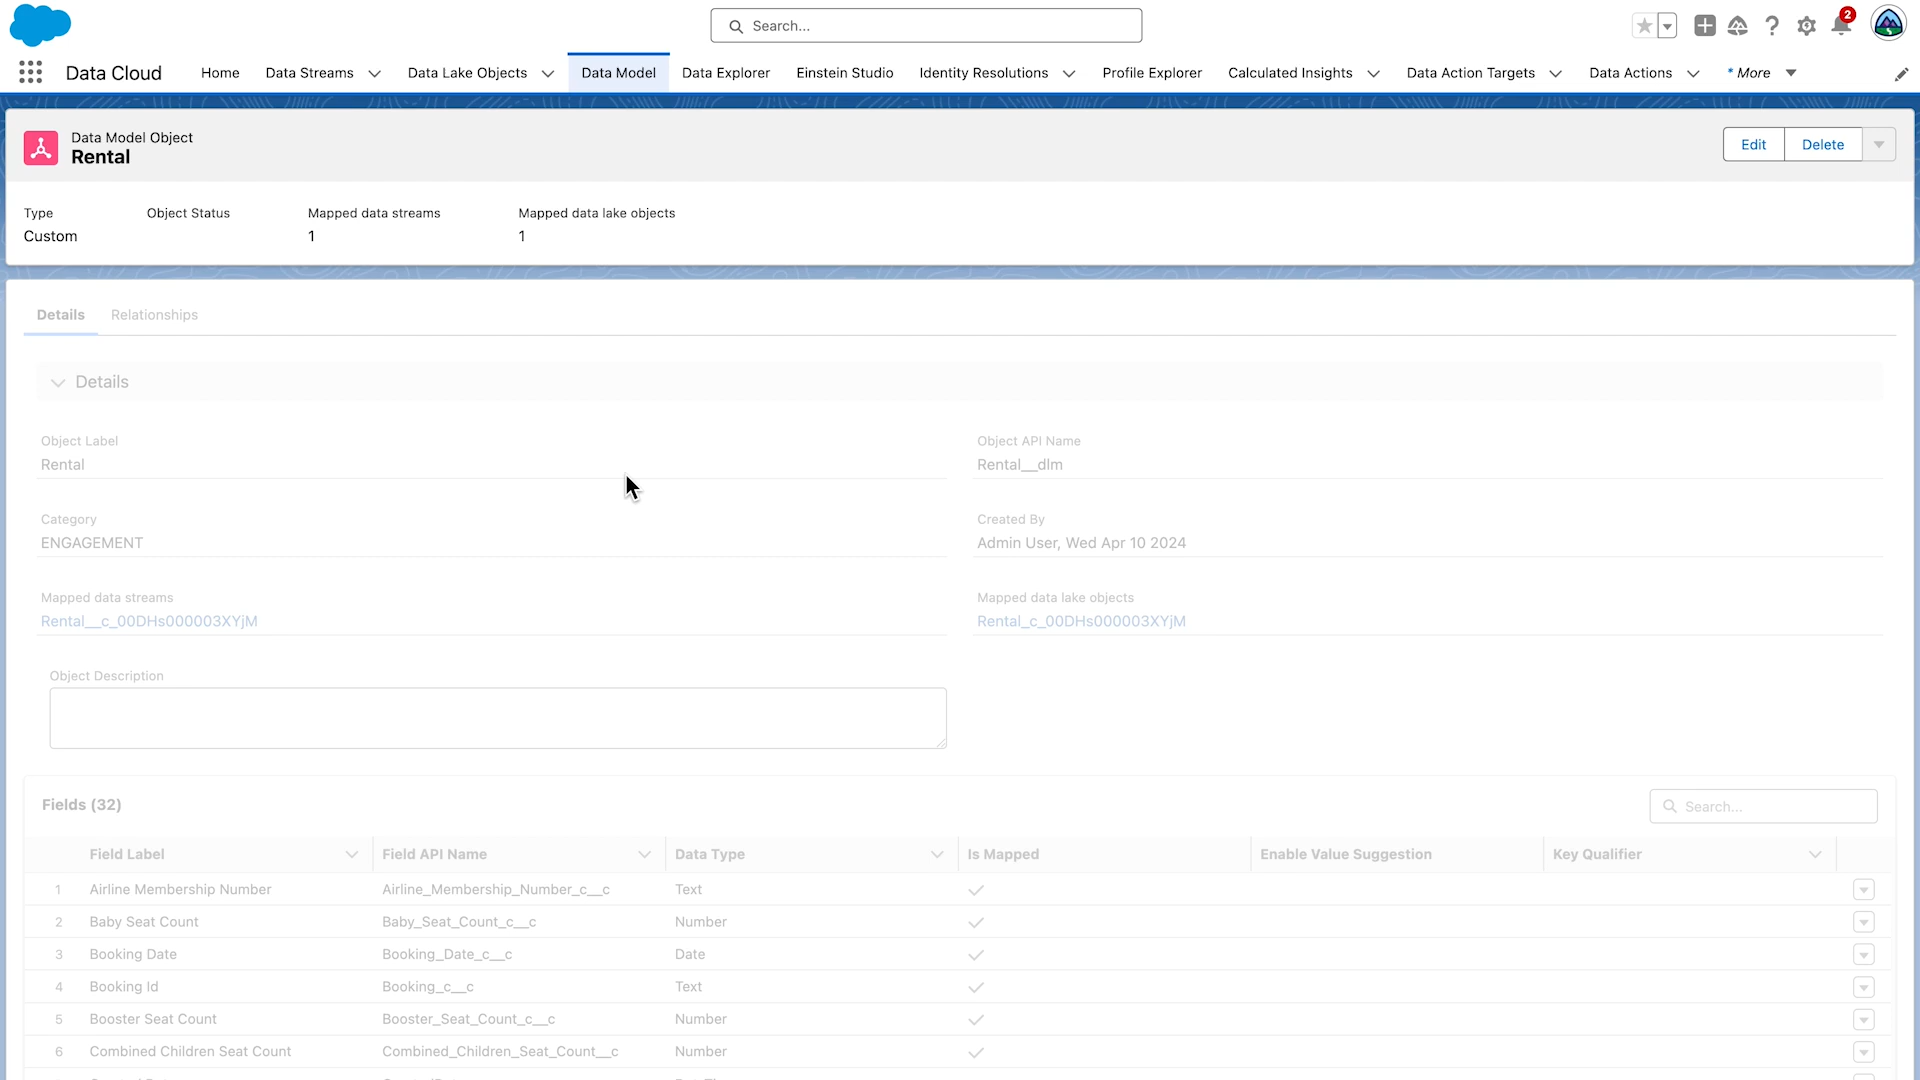 Search...
2
Data Cloud
Home
Data Streams
Data Lake Objects
Data Model
Data Explorer
Einstein Studio
Identity Resolutions
Profile Explorer
Calculated Insights
Data Action Targets
Data Actions
* More
Data Model Object
Rental
Edit
Delete
Type
Object Status
Mapped data streams
Mapped data lake objects
Custom
1
1
Details
Relationships
Details
Object Label
Object API Name
Rental
Rental__dlm
Category
Created By
ENGAGEMENT
Admin User, Wed Apr 10 2024
Mapped data streams
Mapped data lake objects
Rental__c_00DHs000003XYjM
Rental_c_00DHs000003XYjM
Object Description
Fields (32)
Search...
Field Label Field API Name Data Type Is Mapped Enable Value Suggestion Key Qualifier
1 Airline Membership Number Airline_Membership_Number_c__c Text
2 Baby Seat Count Baby_Seat_Count_c__c Number
3 Booking Date Booking_Date_c__c Date
4 Booking Id Booking_c__c Text
5 Booster Seat Count Booster_Seat_Count_c__c Number
6 Combined Children Seat Count Combined_Children_Seat_Count__c Number